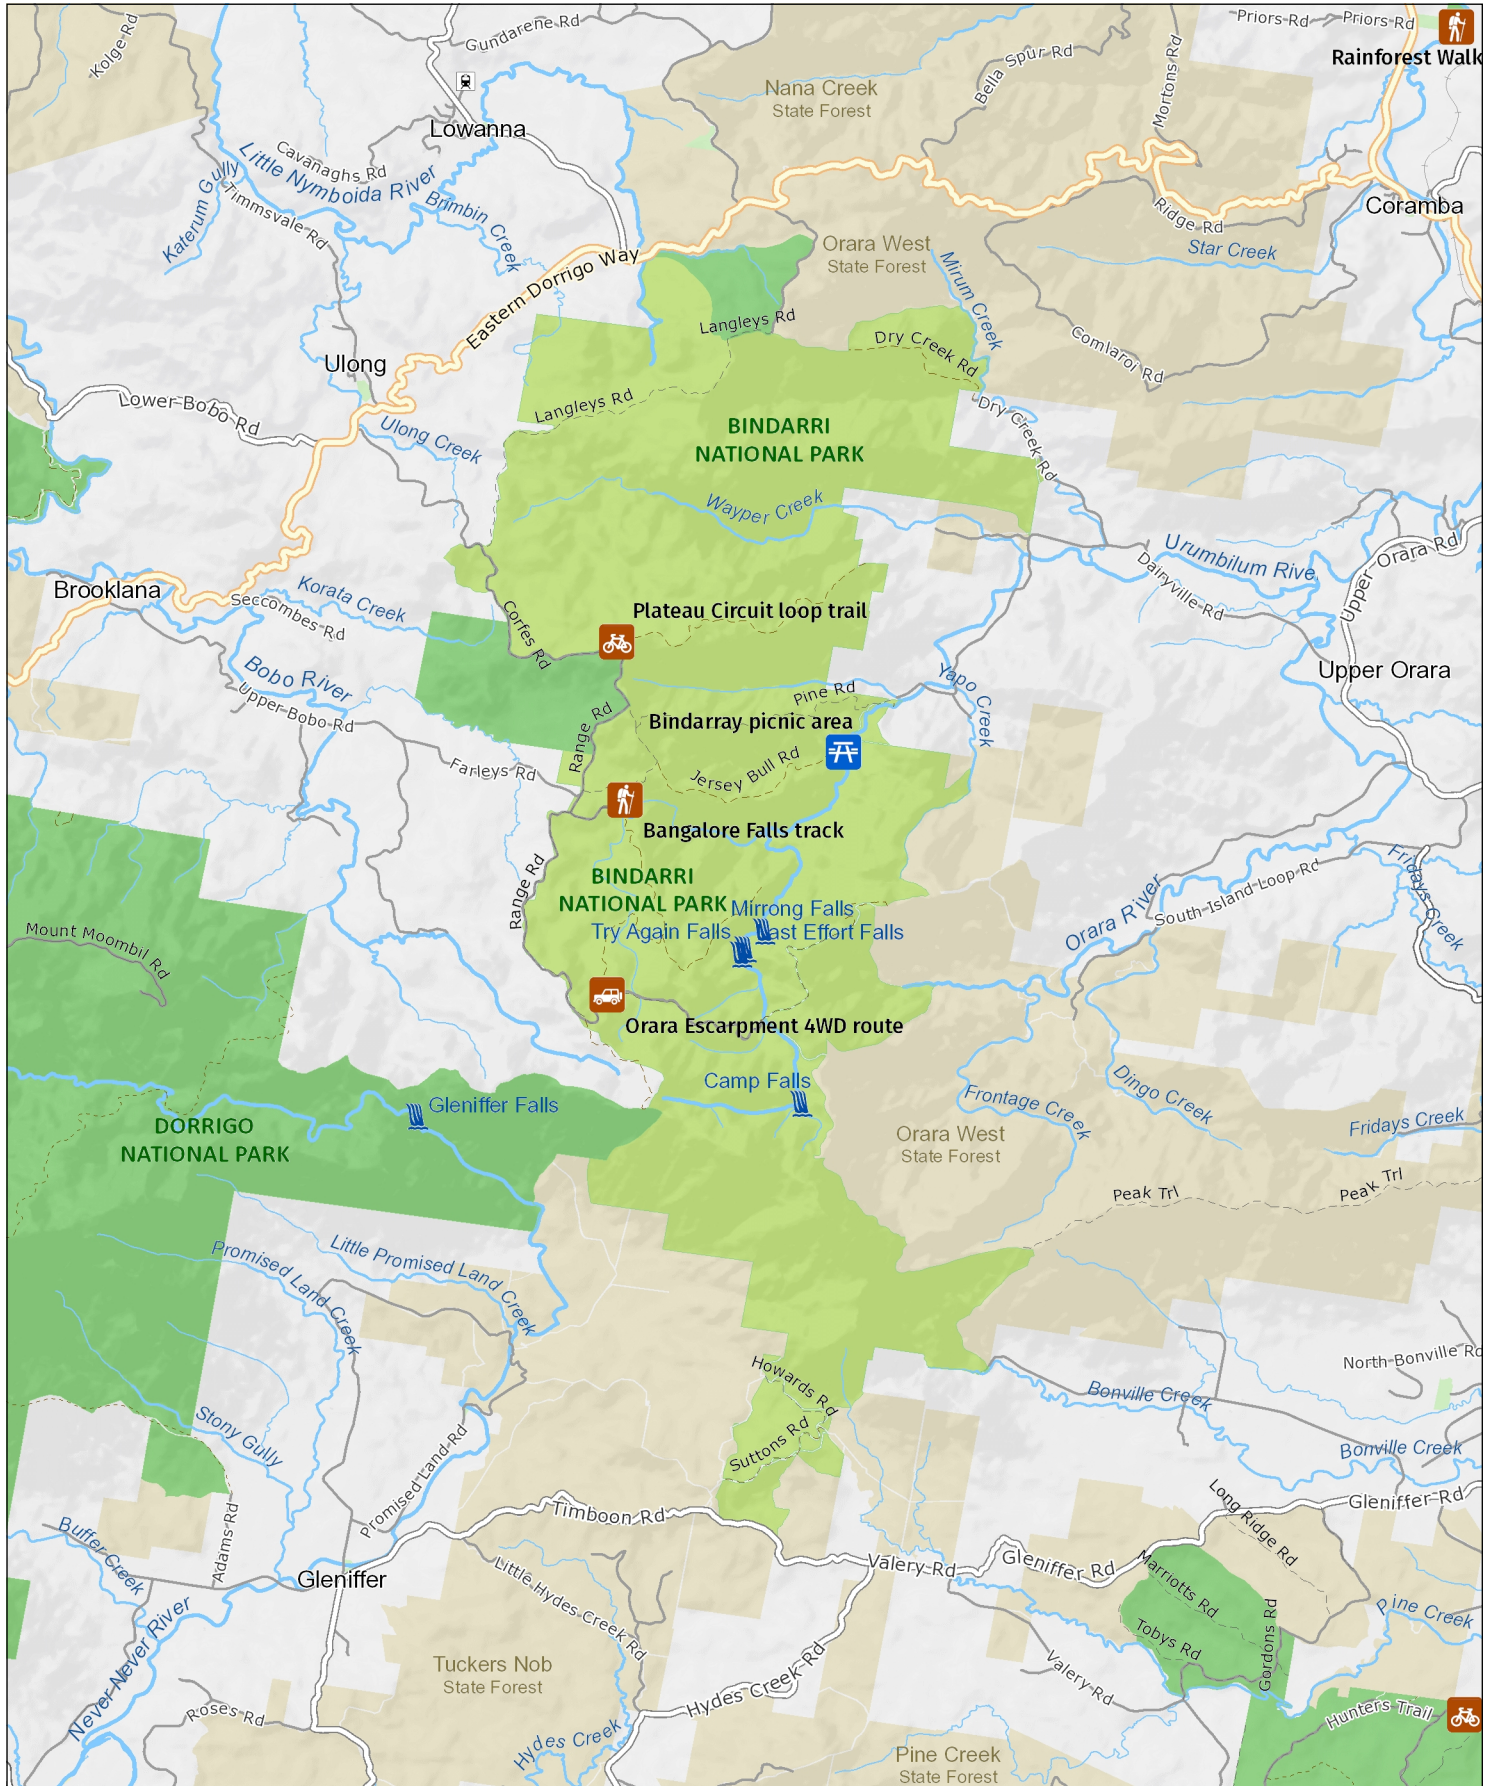 Kolge Rd
Gundarene Rd
Priors Rd
Priors Rd
Rainforest Walk
Bella Spur Rd
Mortons Rd
Nana Creek
State Forest
Lowanna
Cavanaghs Rd
Little Nymboida River
Katerum Gully
Timmsvale Rd
Brimbin Creek
Coramba
Ridge Rd
Star Creek
Orara West
State Forest
Mirum Creek
Eastern Dorrigo Way
Langleys Rd
Dry Creek Rd
Comlaroi Rd
Ulong
Lower Bobo Rd
Langleys Rd
Dry Creek Rd
Ulong Creek
BINDARRI
NATIONAL PARK
Wayper Creek
Urumbilum Rive
Upper Orara Rd
Dairyville Rd
Brooklana
Korata Creek
Seccombes Rd
Corfes Rd
Plateau Circuit loop trail
Bobo River
Upper Bobo Rd
Upper Orara
Yapo Creek
Pine Rd
Bindarray picnic area
Range Rd
Jersey Bull Rd
Farleys Rd
Bangalore Falls track
Range Rd
BINDARRI
NATIONAL PARK
Mirrong Falls
Try Again Falls
Last Effort Falls
Fridays Creek
South Island Loop Rd
Orara River
Mount Moombil Rd
Orara Escarpment 4WD route
Camp Falls
Gleniffer Falls
DORRIGO
NATIONAL PARK
Frontage Creek
Dingo Creek
Fridays Creek
Orara West
State Forest
Peak Trl
Peak Trl
Little Promised Land Creek
Promised Land Creek
Howards Rd
Suttons Rd
North Bonville Rd
Bonville Creek
Bonville Creek
Stony Gully
Promised Land Rd
Adams Rd
Timboon Rd
Long Ridge Rd
Gleniffer Rd
Buffer Creek
Gleniffer
Valery Rd
Gleniffer Rd
Marriotts Rd
Tobys Rd
Gordons Rd
Pine Creek
Little Hydes Creek Rd
Never Never River
Tuckers Nob
State Forest
Hydes Creek Rd
Valery Rd
Roses Rd
Hydes Creek
Hunters Trail
Pine Creek
State Forest